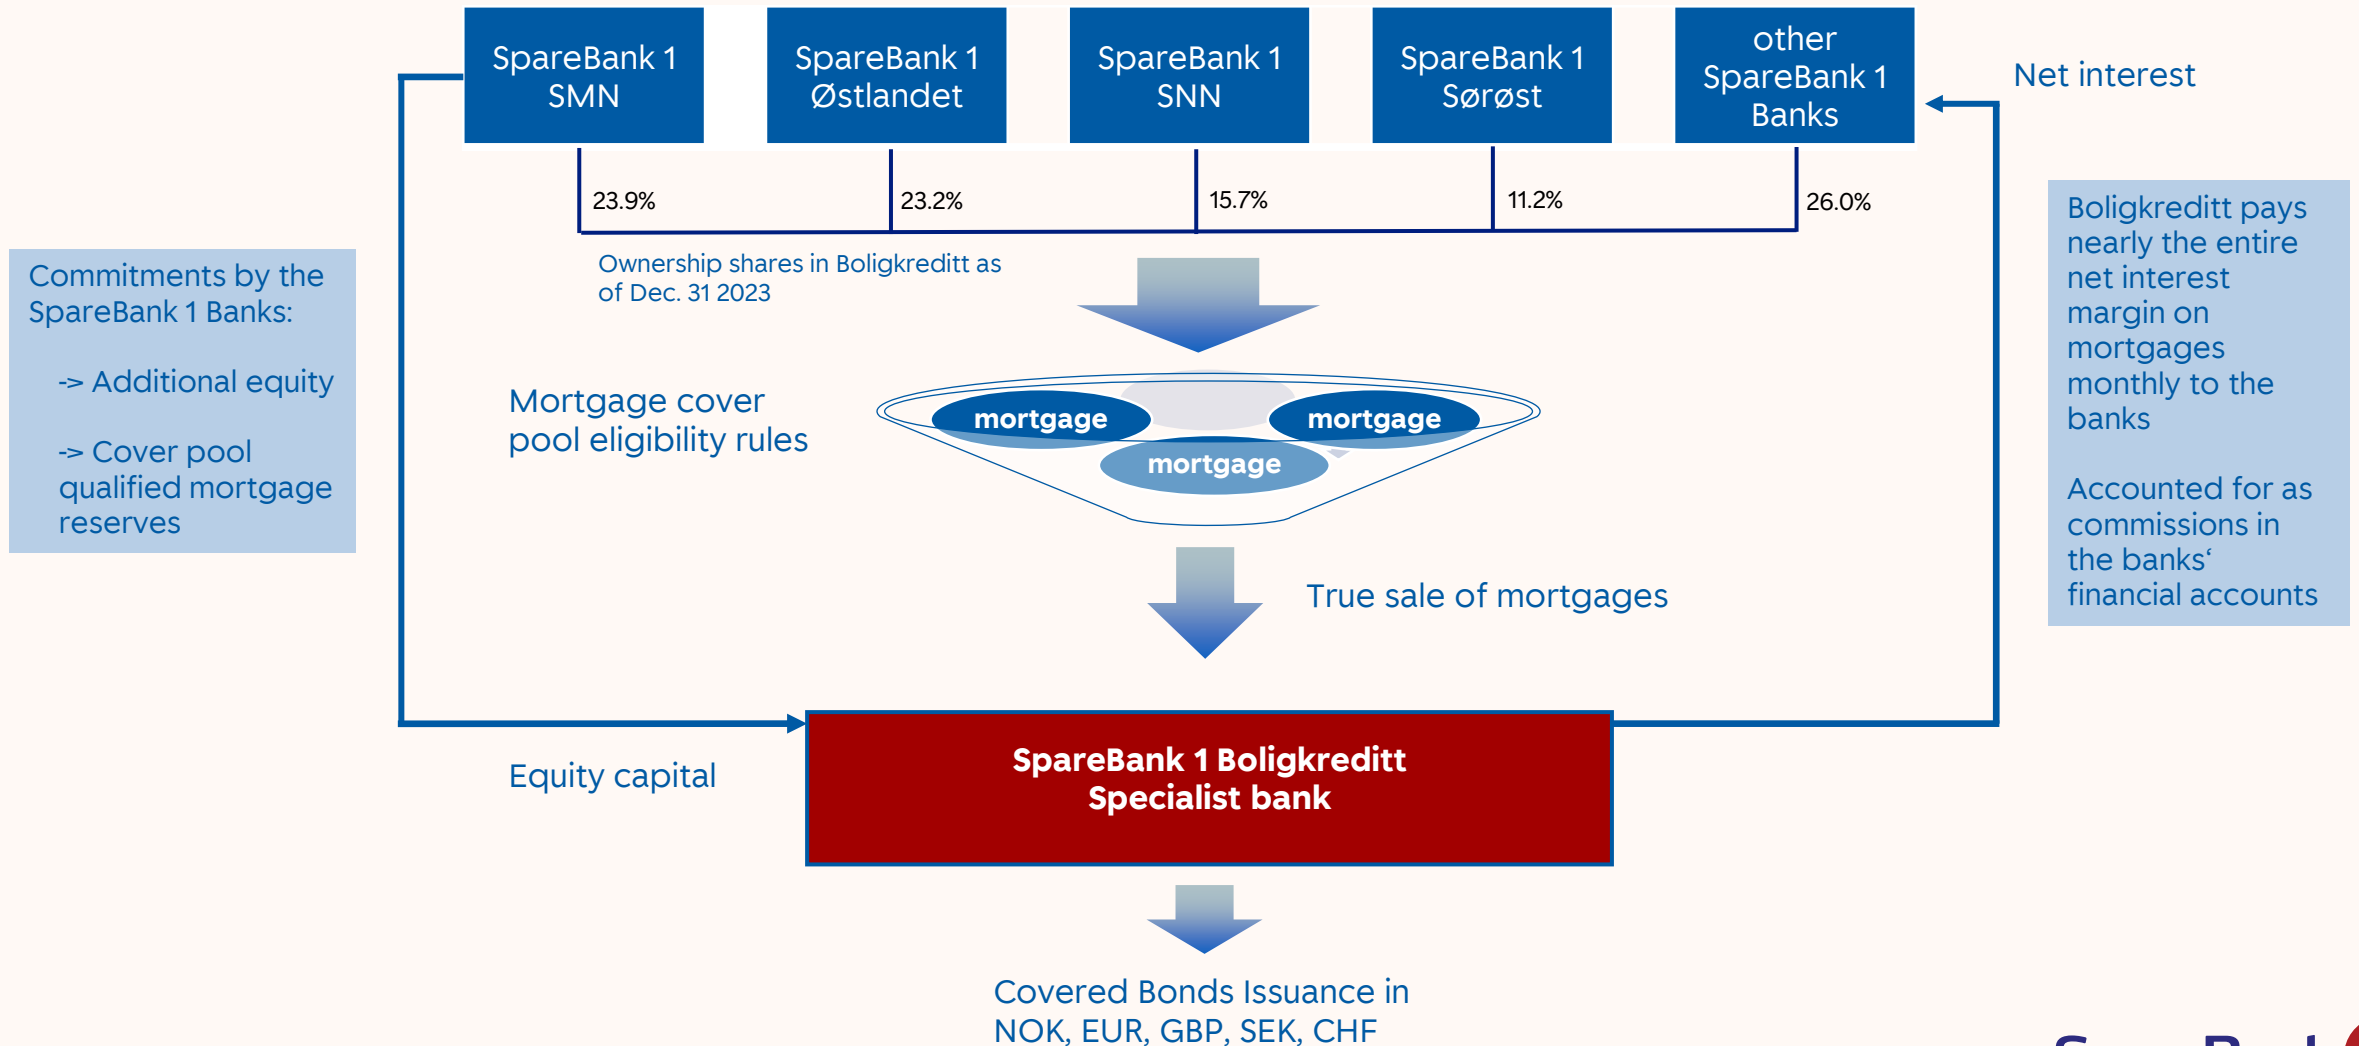 SpareBank 1
SMN
SpareBank 1
Østlandet
SpareBank 1
SNN
SpareBank 1
Sørøst
other
SpareBank 1
Banks
Net interest
23.9%
23.2%
15.7%
11.2%
26.0%
Ownership shares in Boligkreditt as
of Dec. 31 2023
Commitments by the
SpareBank 1 Banks:
-> Additional equity
-> Cover pool
qualified mortgage
reserves
Boligkreditt pays
nearly the entire
net interest
margin on
mortgages
monthly to the
banks
Accounted for as
commissions in
the banks‘
financial accounts
Mortgage cover
pool eligibility rules
mortgage
mortgage
mortgage
True sale of mortgages
Equity capital
SpareBank 1 Boligkreditt
Specialist bank
Covered Bonds Issuance in
NOK, EUR, GBP, SEK, CHF